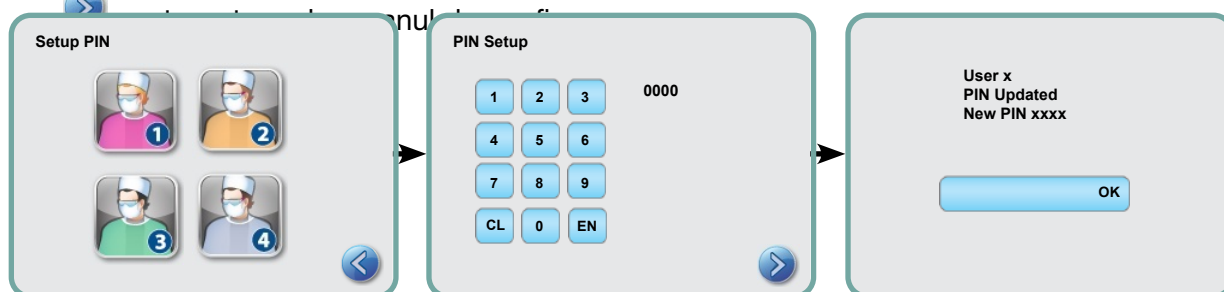 Setup PIN
1
2
3
4
PIN Setup
1 2 3
4 5 6
7 8 9
CL 0 EN
0000
User x
PIN Updated
New PIN xxxx
OK